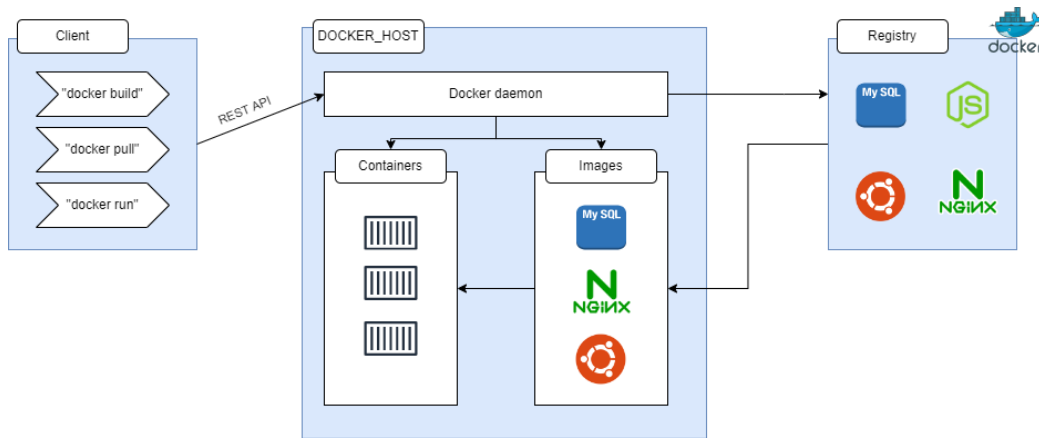 Client
"docker build"
"docker pull"
"docker run"
REST API
DOCKER_HOST
Docker daemon
Containers
Images
My SQL
NGINX
Registry
docker
My SQL
JS
NGINX